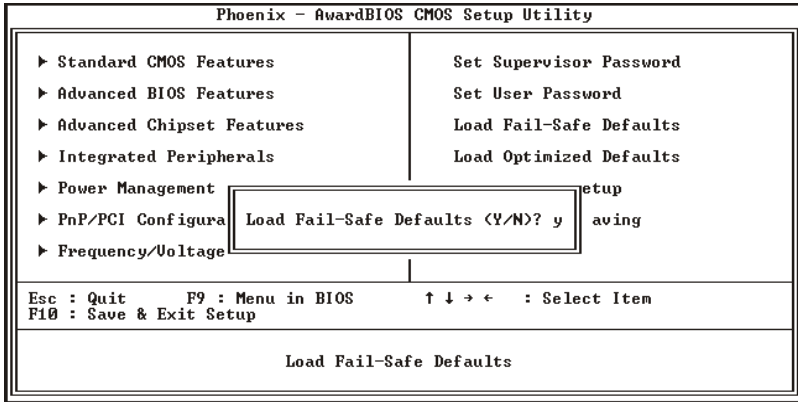 Phoenix - AwardBIOS CMOS Setup Utility
▶ Standard CMOS Features
▶ Advanced BIOS Features
▶ Advanced Chipset Features
▶ Integrated Peripherals
▶ Power Management
▶ PnP/PCI Configura
▶ Frequency/Voltage
Set Supervisor Password
Set User Password
Load Fail-Safe Defaults
Load Optimized Defaults
etup
aving
Load Fail-Safe Defaults (Y/N)? y
Esc : Quit F9 : Menu in BIOS ↑ ↓ → ← : Select Item
F10 : Save & Exit Setup
Load Fail-Safe Defaults